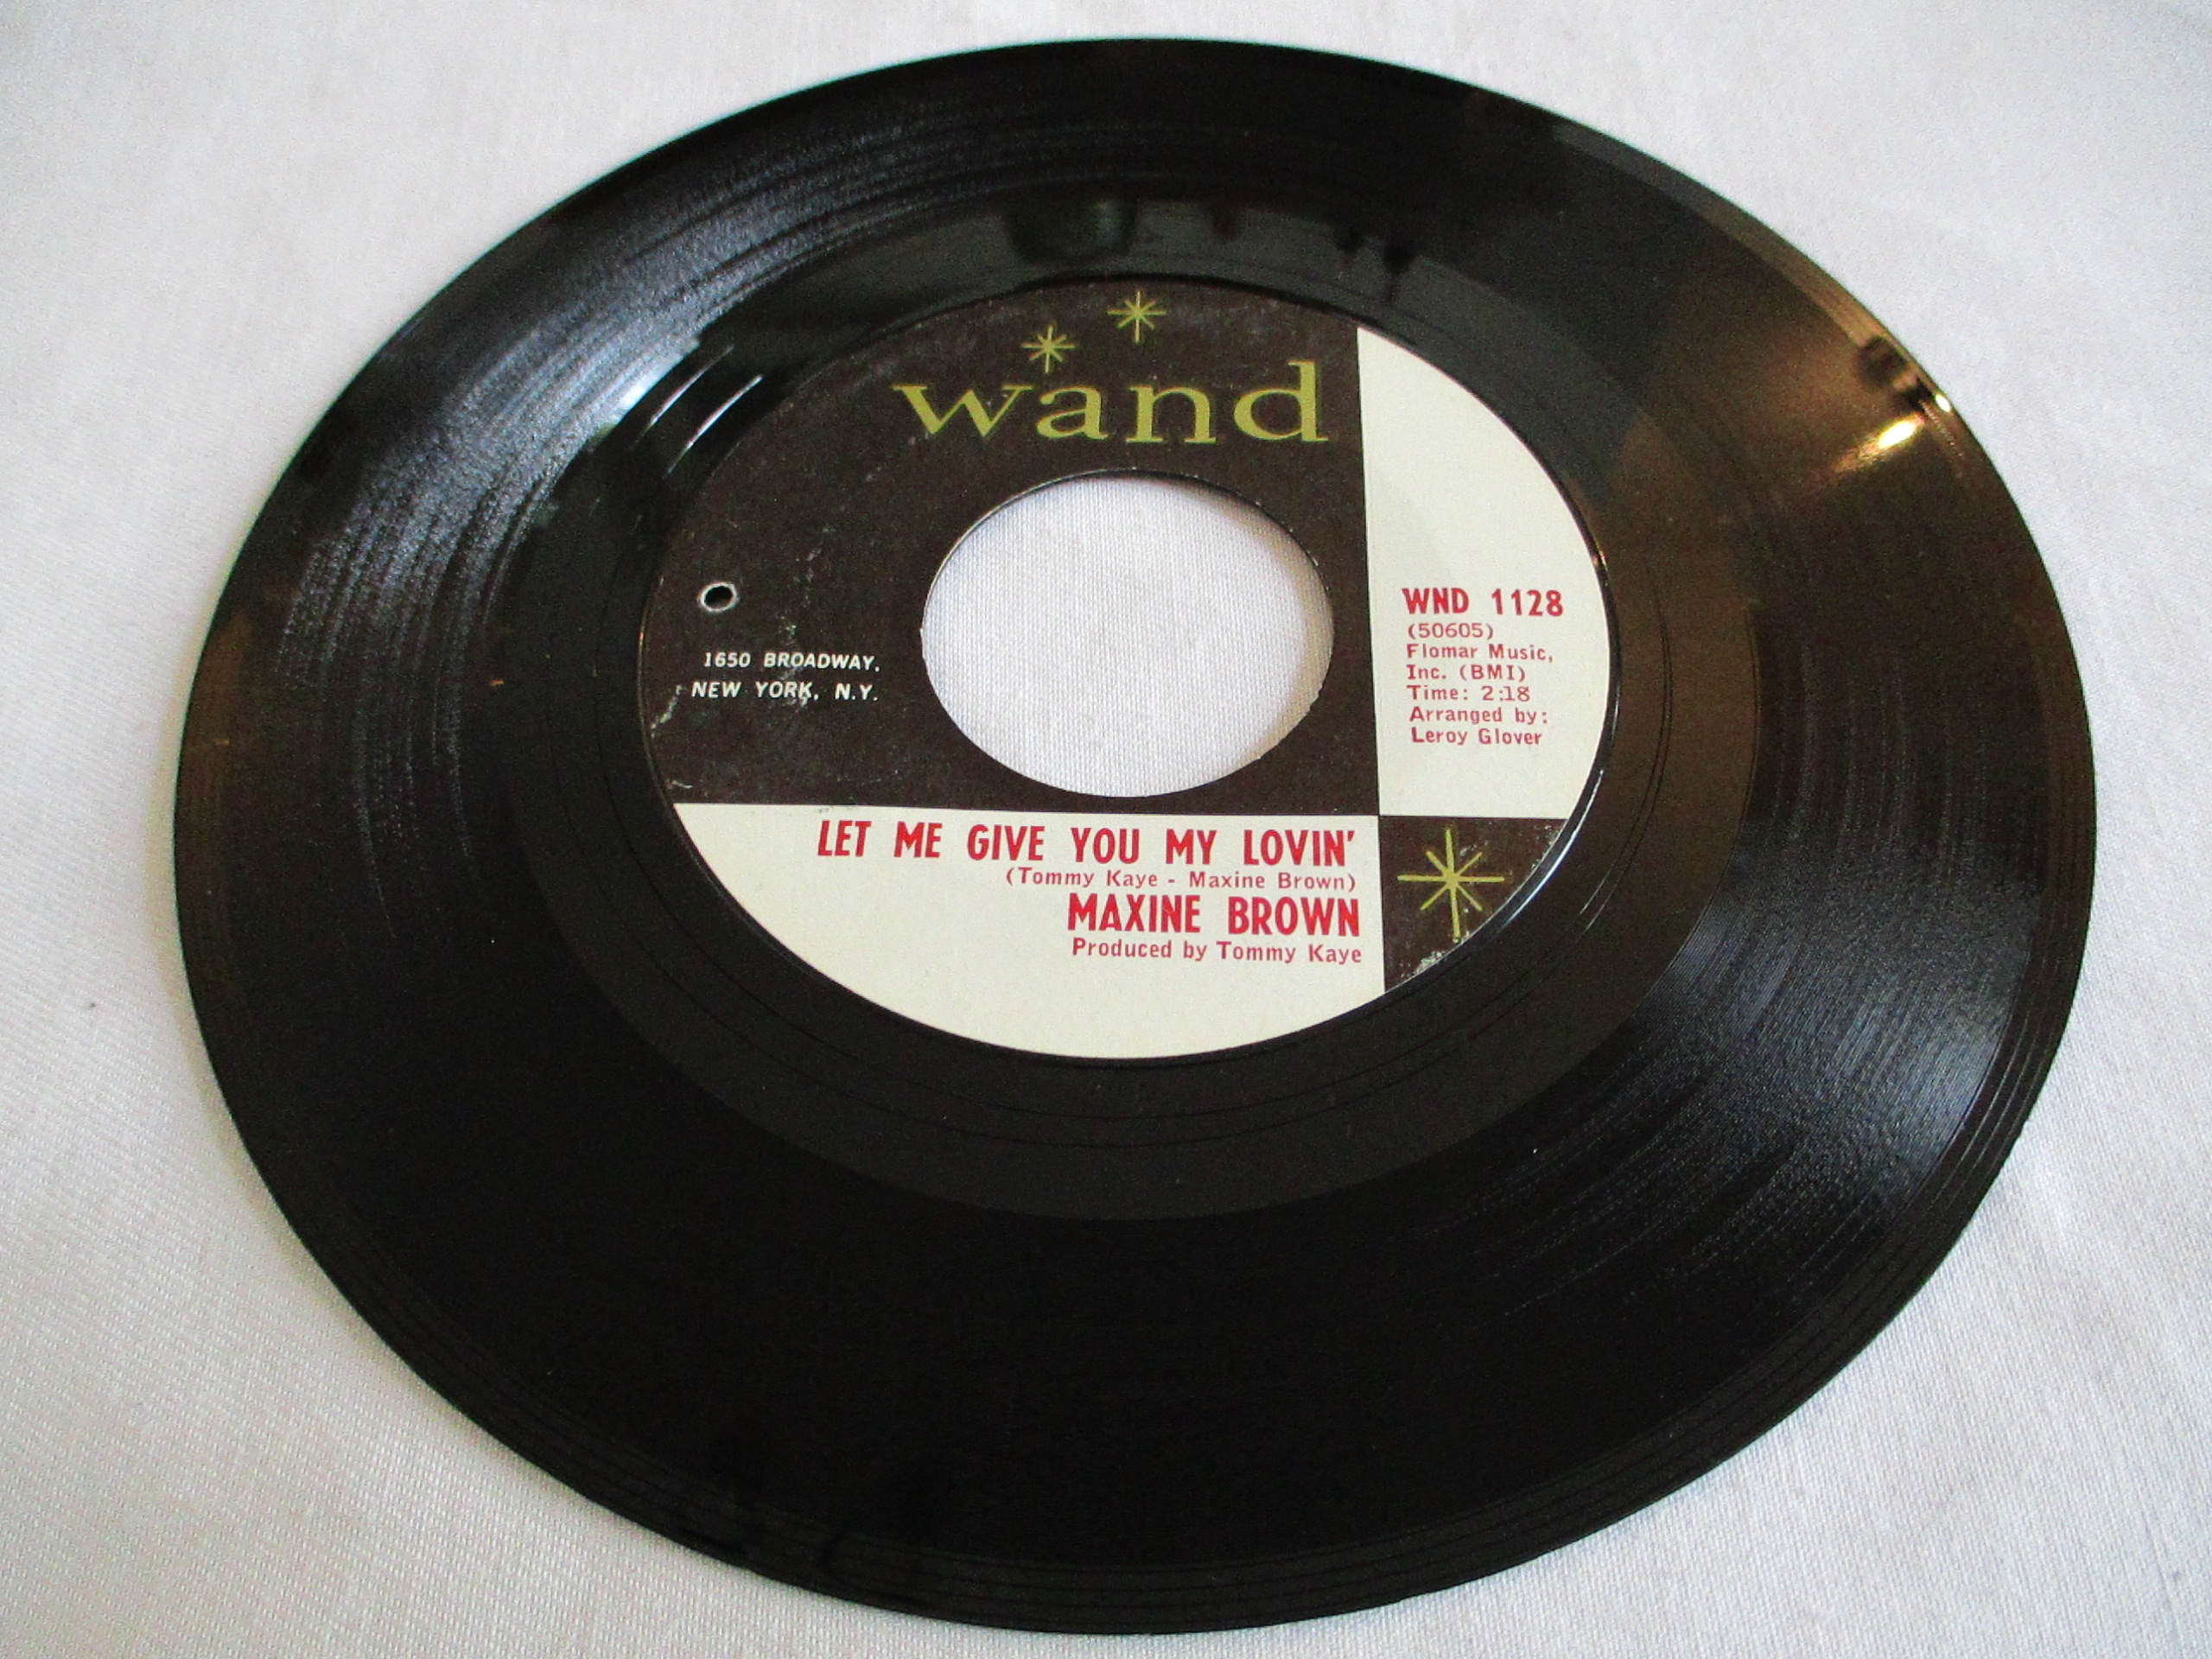 wand
1650 BROADWAY,
NEW YORK, N.Y.
WND 1128
(50605)
Flomar Music,
Inc. (BMI)
Time: 2:18
Arranged by:
Leroy Glover
LET ME GIVE YOU MY LOVIN'
(Tommy Kaye - Maxine Brown)
MAXINE BROWN
Produced by Tommy Kaye